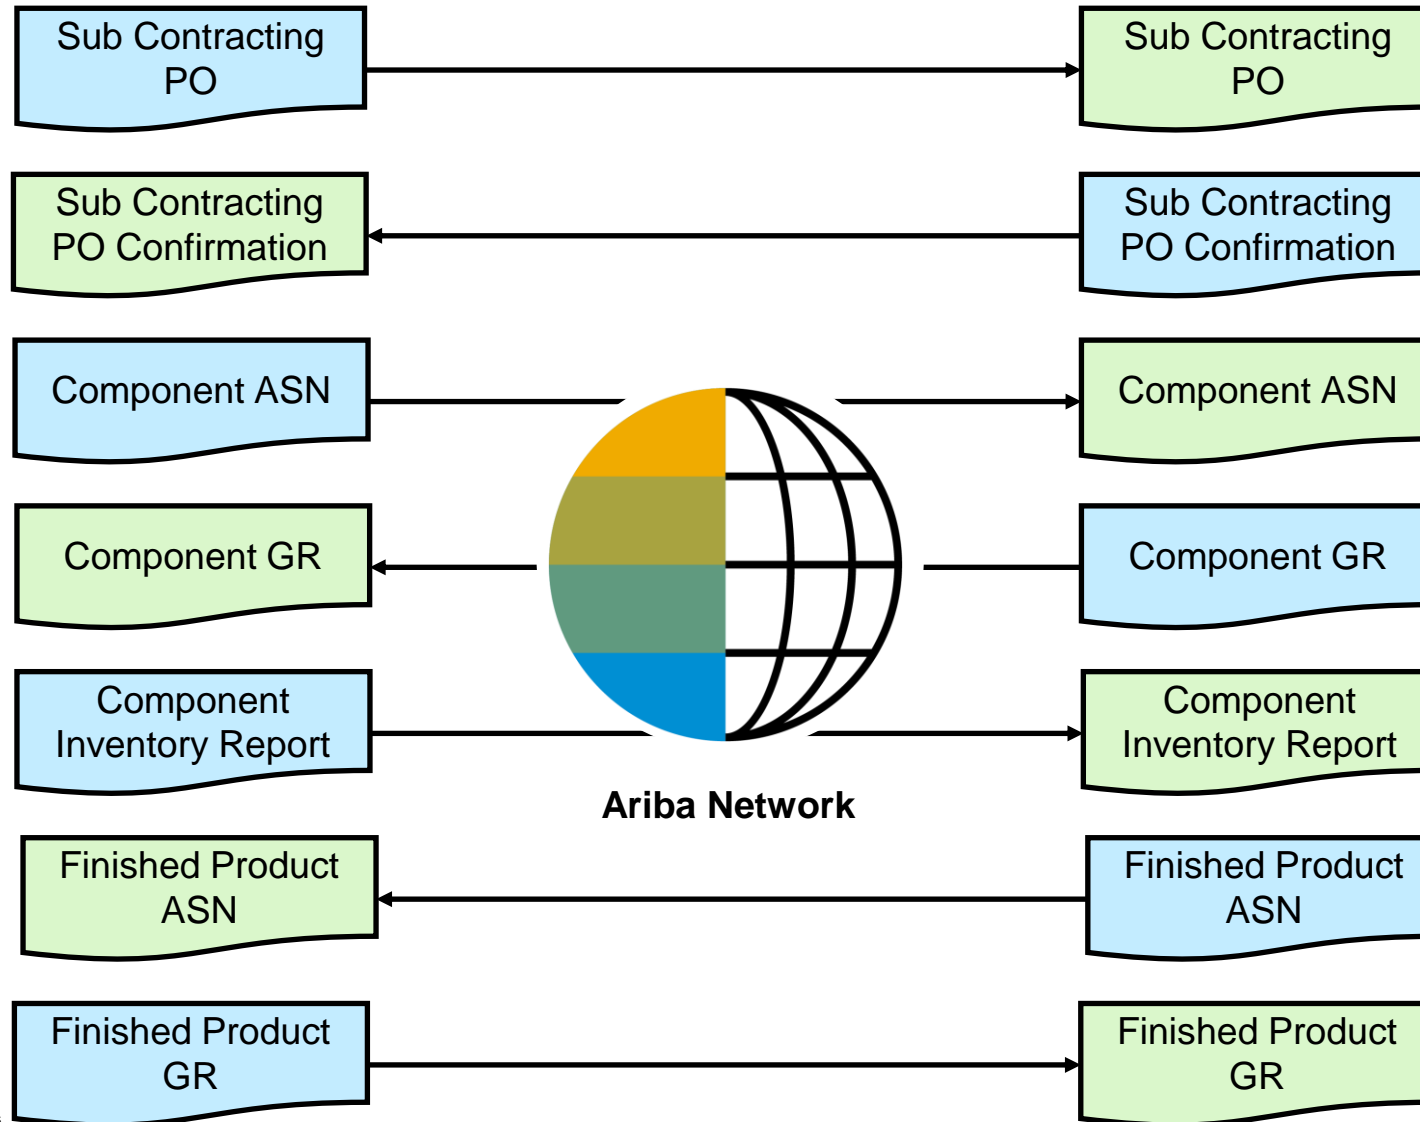 Sub Contracting
PO
Sub Contracting
PO
Sub Contracting
PO Confirmation
Sub Contracting
PO Confirmation
Component ASN
Component ASN
Component GR
Component GR
Component
Inventory Report
Component
Inventory Report
Ariba Network
Finished Product
ASN
Finished Product
ASN
Finished Product
GR
Finished Product
GR